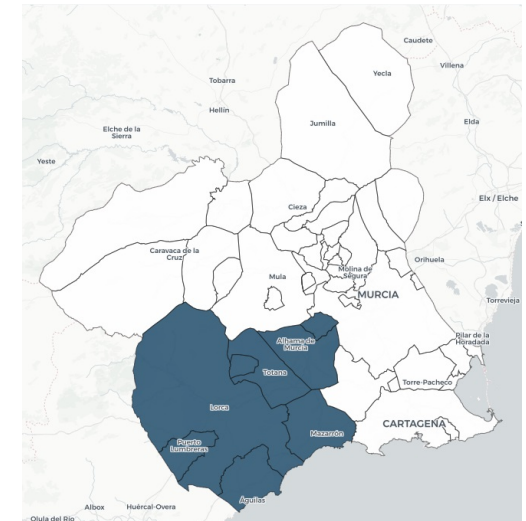 Caudete
Yecla
Villena
Tobarra
Hellín
Jumilla
Elda
Elche de la
Sierra
Yeste
Cieza
Elx / Elche
Caravaca de la
Cruz
Mula
Molina de
Segura
Orihuela
MURCIA
Torrevieja
Pilar de la
Horadada
Alhama de
Murcia
Totana
Torre-Pacheco
Lorca
CARTAGENA
Mazarrón
Puerto
Lumbreras
Águilas
Albox
Huércal-Overa
Olula del Río